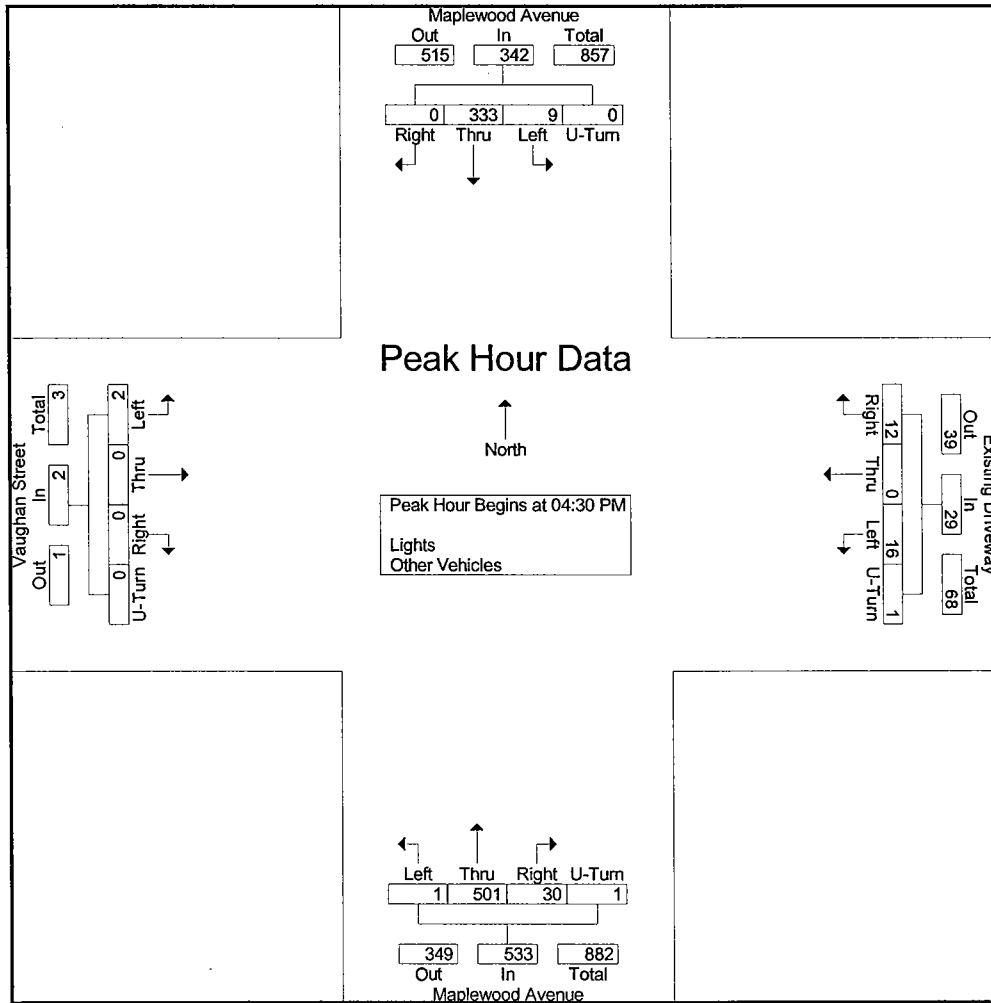 Maplewood Avenue
Out In Total
515 342 857
0 333 9 0
Right Thru Left U-Turn
Peak Hour Data
North
Peak Hour Begins at 04:30 PM
Lights
Other Vehicles
Vaughan Street
Total In Out
3 2 1
2 0 0 0
Left Thru Right U-Turn
Right Thru Left U-Turn
12 0 16 1
39 29 68
Out In Total
Existing Driveway
Left Thru Right U-Turn
1 501 30 1
349 533 882
Out In Total
Maplewood Avenue